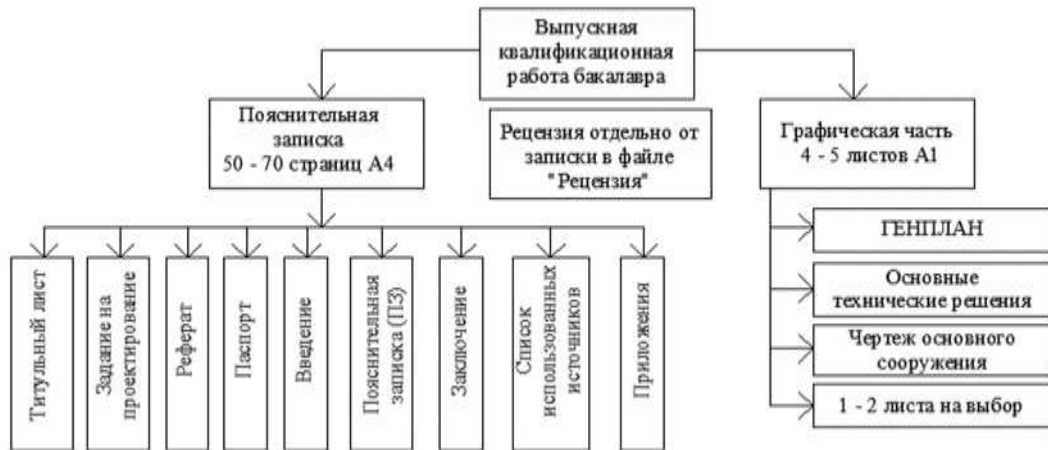 Выпускная
квалификационная
работа бакалавра
Пояснительная
записка
50 - 70 страниц А4
Рецензия отдельно от
записки в файле
"Рецензия"
Графическая часть
4 - 5 листов А1
Титульный лист
Задание на
проектирование
Реферат
Паспорт
Введение
Пояснительная
записка (ПЗ)
Заключение
Список
использованных
источников
Приложения
ГЕНПЛАН
Основные
технические решения
Чертеж основного
сооружения
1 - 2 листа на выбор